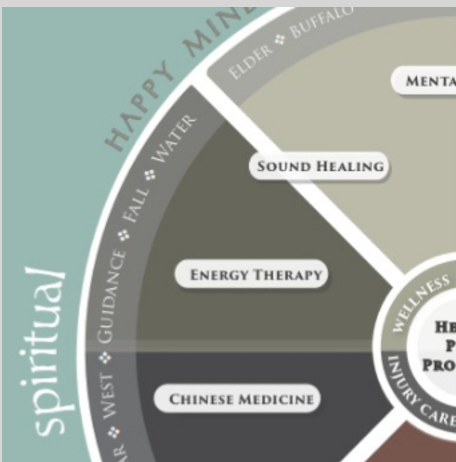 HAPPY MIND
ELDER ❖ BUFFALO
MENTA
SOUND HEALING
ENERGY THERAPY
CHINESE MEDICINE
AR ❖ WEST ❖ GUIDANCE ❖ FALL ❖ WATER
spiritual
WELLNESS
INJURY CARE
HE
P
PRO